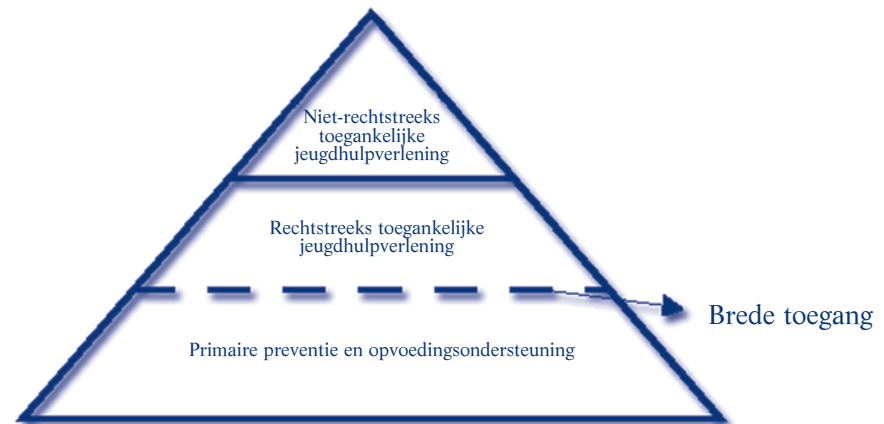 Niet-rechtstreeks
toegankelijke
jeugdhulpverlening
Rechtstreeks toegankelijke
jeugdhulpverlening
Brede toegang
Primaire preventie en opvoedingsondersteuning